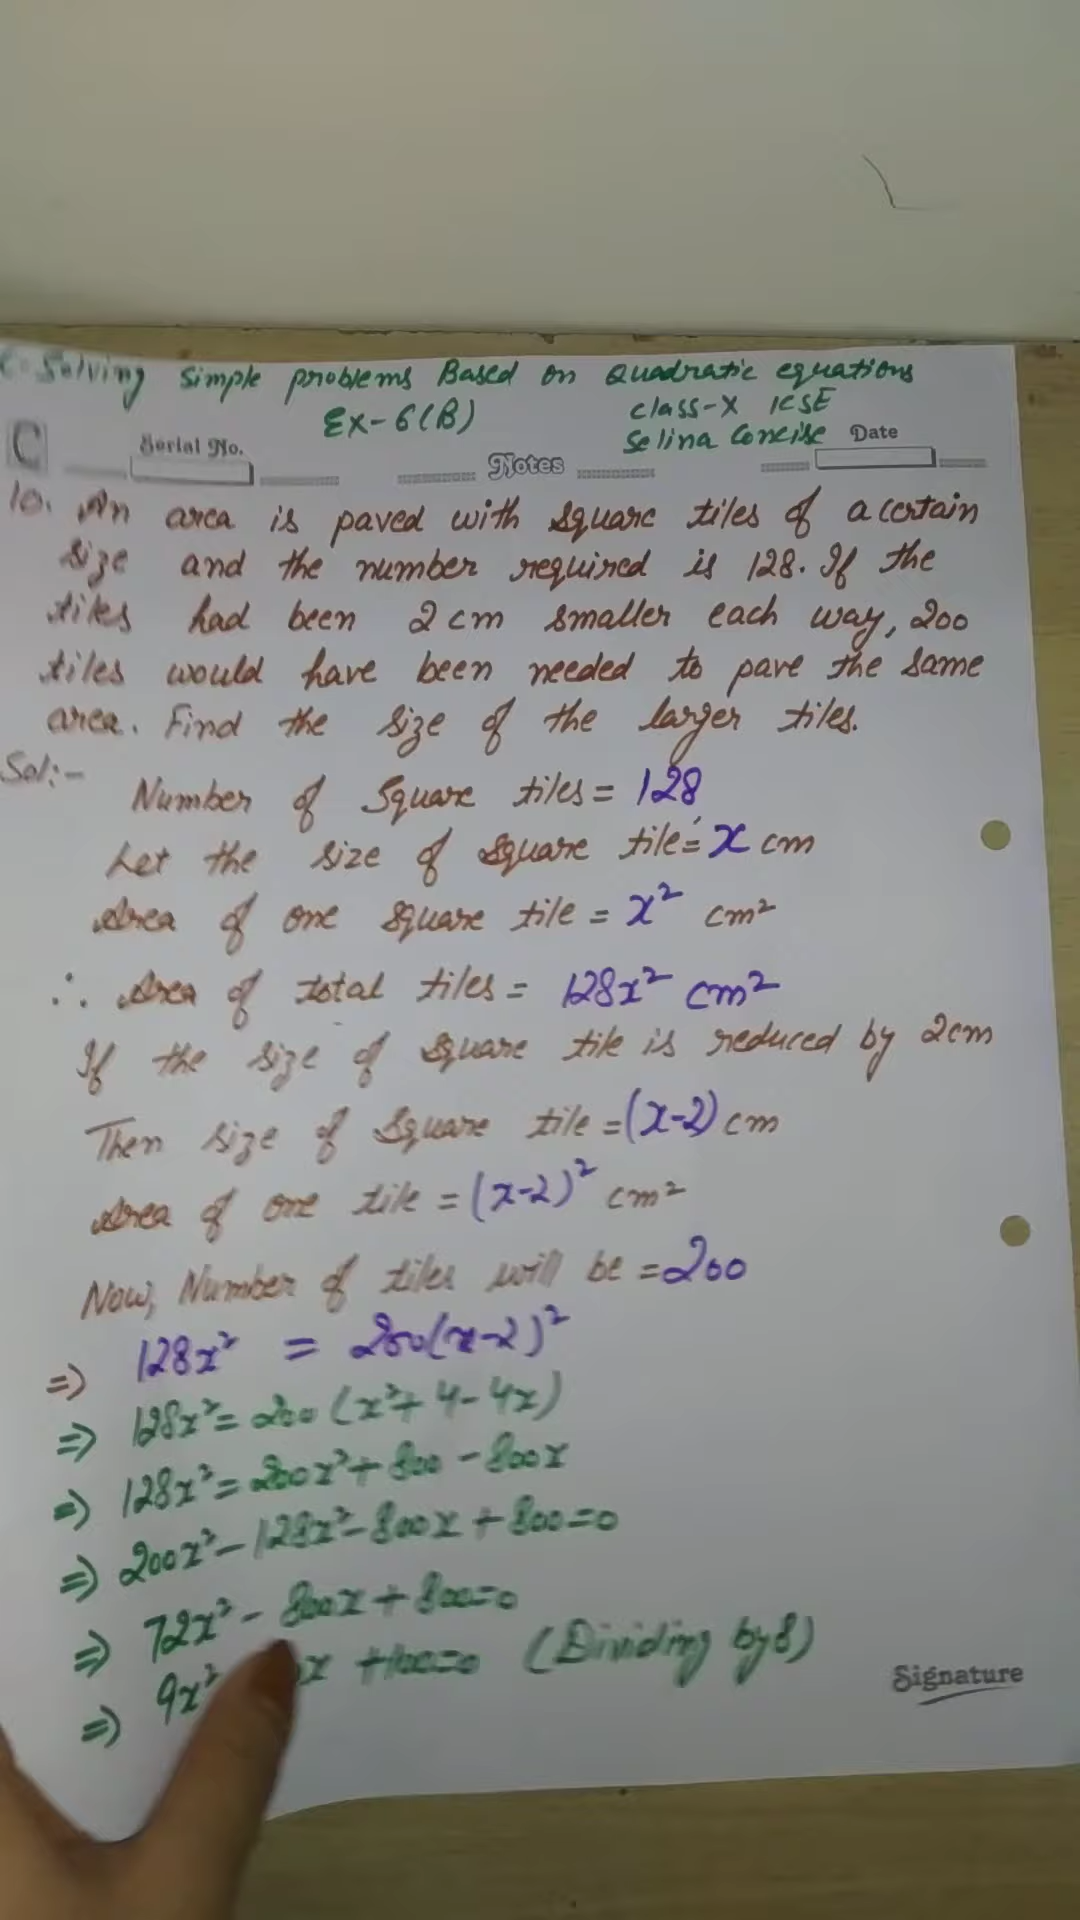 Solving simple problems Based on Quadratic equations
Ex-6(B) class-X ICSE
Selina Concise
C Serial No. Notes Date
10. An area is paved with square tiles of a certain
size and the number required is 128. If the
tiles had been 2cm smaller each way, 200
tiles would have been needed to pave the same
area. Find the size of the larger tiles.
Sol:-
Number of Square tiles = 128
Let the size of square tile = x cm
Area of one square tile = x² cm²
∴ Area of total tiles = 128x² cm²
If the size of square tile is reduced by 2cm
Then size of square tile = (x-2) cm
Area of one tile = (x-2)² cm²
Now, Number of tiles will be = 200
=> 128x² = 200(x-2)²
=> 128x² = 200 (x²+4-4x)
=> 128x² = 200x²+800-800x
=> 200x²-128x²-800x+800=0
=> 72x²-800x+800=0
=> 9x² x +100=0 (Dividing by 8)
Signature